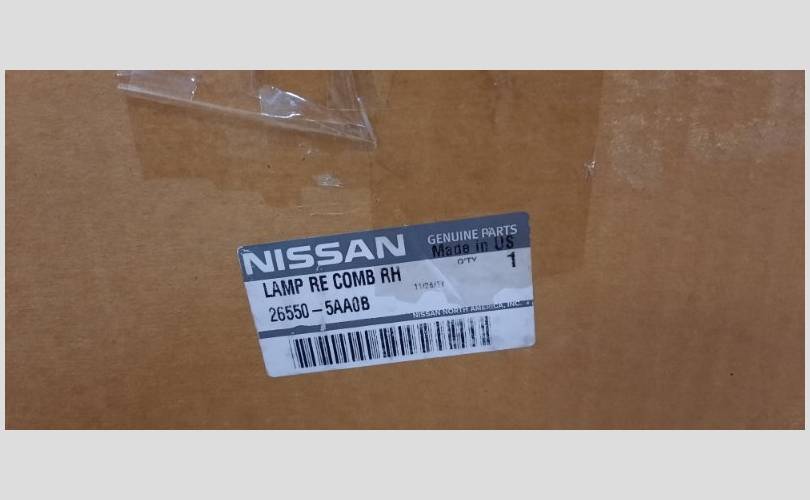 NISSAN
GENUINE PARTS
Made in US
LAMP RE COMB RH
Q'TY 1
26550-5AA0B
NISSAN NORTH AMERICA, INC.